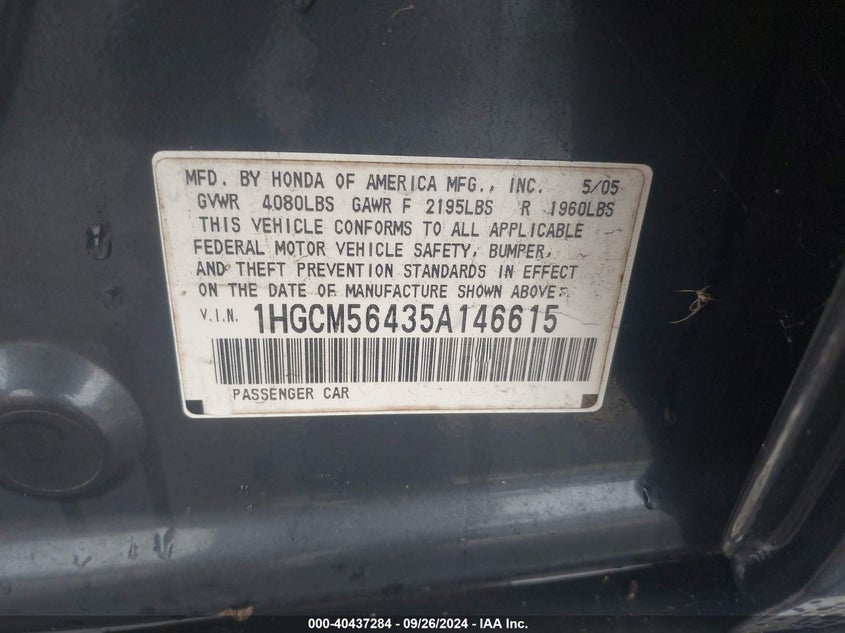 MFD. BY HONDA OF AMERICA MFG., INC. 5/05
GVWR 4080LBS GAWR F 2195LBS R 1960LBS
THIS VEHICLE CONFORMS TO ALL APPLICABLE
FEDERAL MOTOR VEHICLE SAFETY, BUMPER,
AND THEFT PREVENTION STANDARDS IN EFFECT
ON THE DATE OF MANUFACTURE SHOWN ABOVE.
V.I.N. 1HGCM56435A146615
PASSENGER CAR
000-40437284 - 09/26/2024 - IAA Inc.